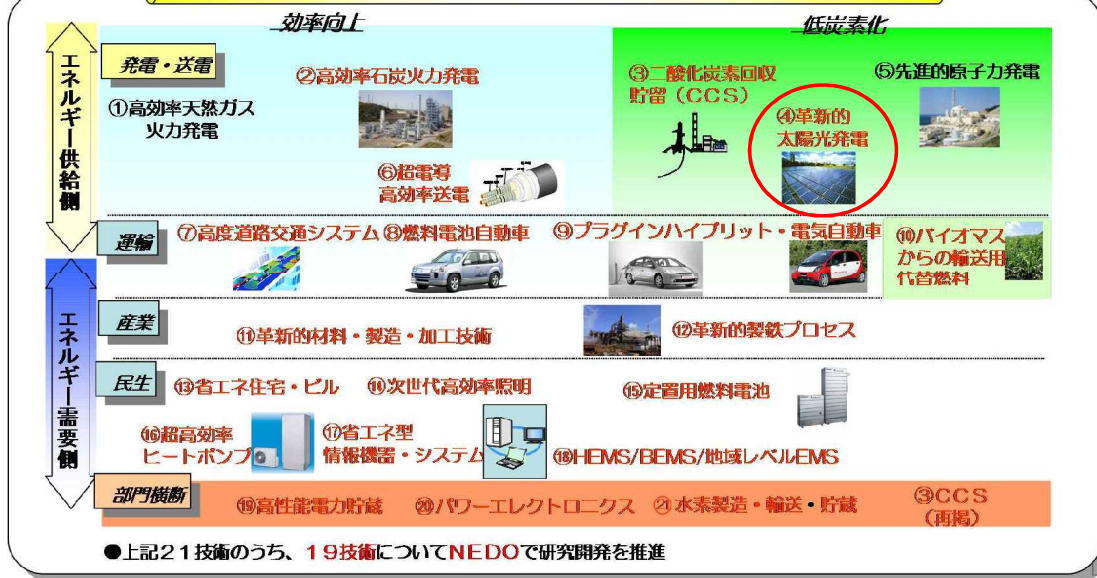 効率向上
低炭素化
エネルギー供給側
発電・送電
①高効率天然ガス
火力発電
②高効率石炭火力発電
③二酸化炭素回収
貯留（CCS）
④革新的
太陽光発電
⑤先進的原子力発電
⑥超電導
高効率送電
運輸
⑦高度道路交通システム
⑧燃料電池自動車
⑨プラグインハイブリット・電気自動車
⑩バイオマス
からの輸送用
代替燃料
エネルギー需要側
産業
⑪革新的材料・製造・加工技術
⑫革新的製鉄プロセス
民生
⑬省エネ住宅・ビル
⑭次世代高効率照明
⑮定置用燃料電池
⑯超高効率
ヒートポンプ
⑰省エネ型
情報機器・システム
⑱HEMS/BEMS/地域レベルEMS
部門横断
⑲高性能電力貯蔵
⑳パワーエレクトロニクス
㉑水素製造・輸送・貯蔵
③CCS
（再掲）
●上記21技術のうち、19技術についてNEDOで研究開発を推進